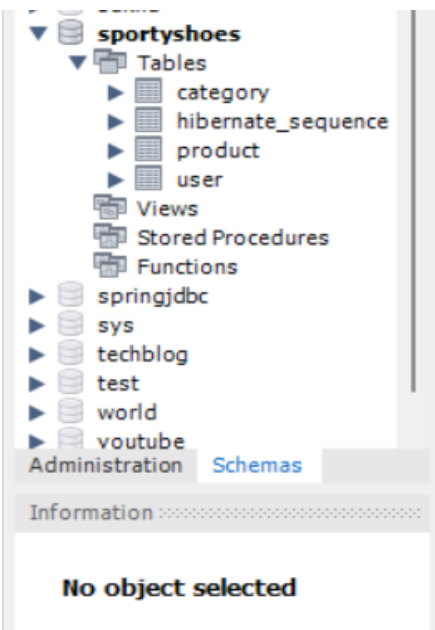 sportyshoes
Tables
category
hibernate_sequence
product
user
Views
Stored Procedures
Functions
springjdbc
sys
techblog
test
world
youtube
Administration Schemas
Information
No object selected